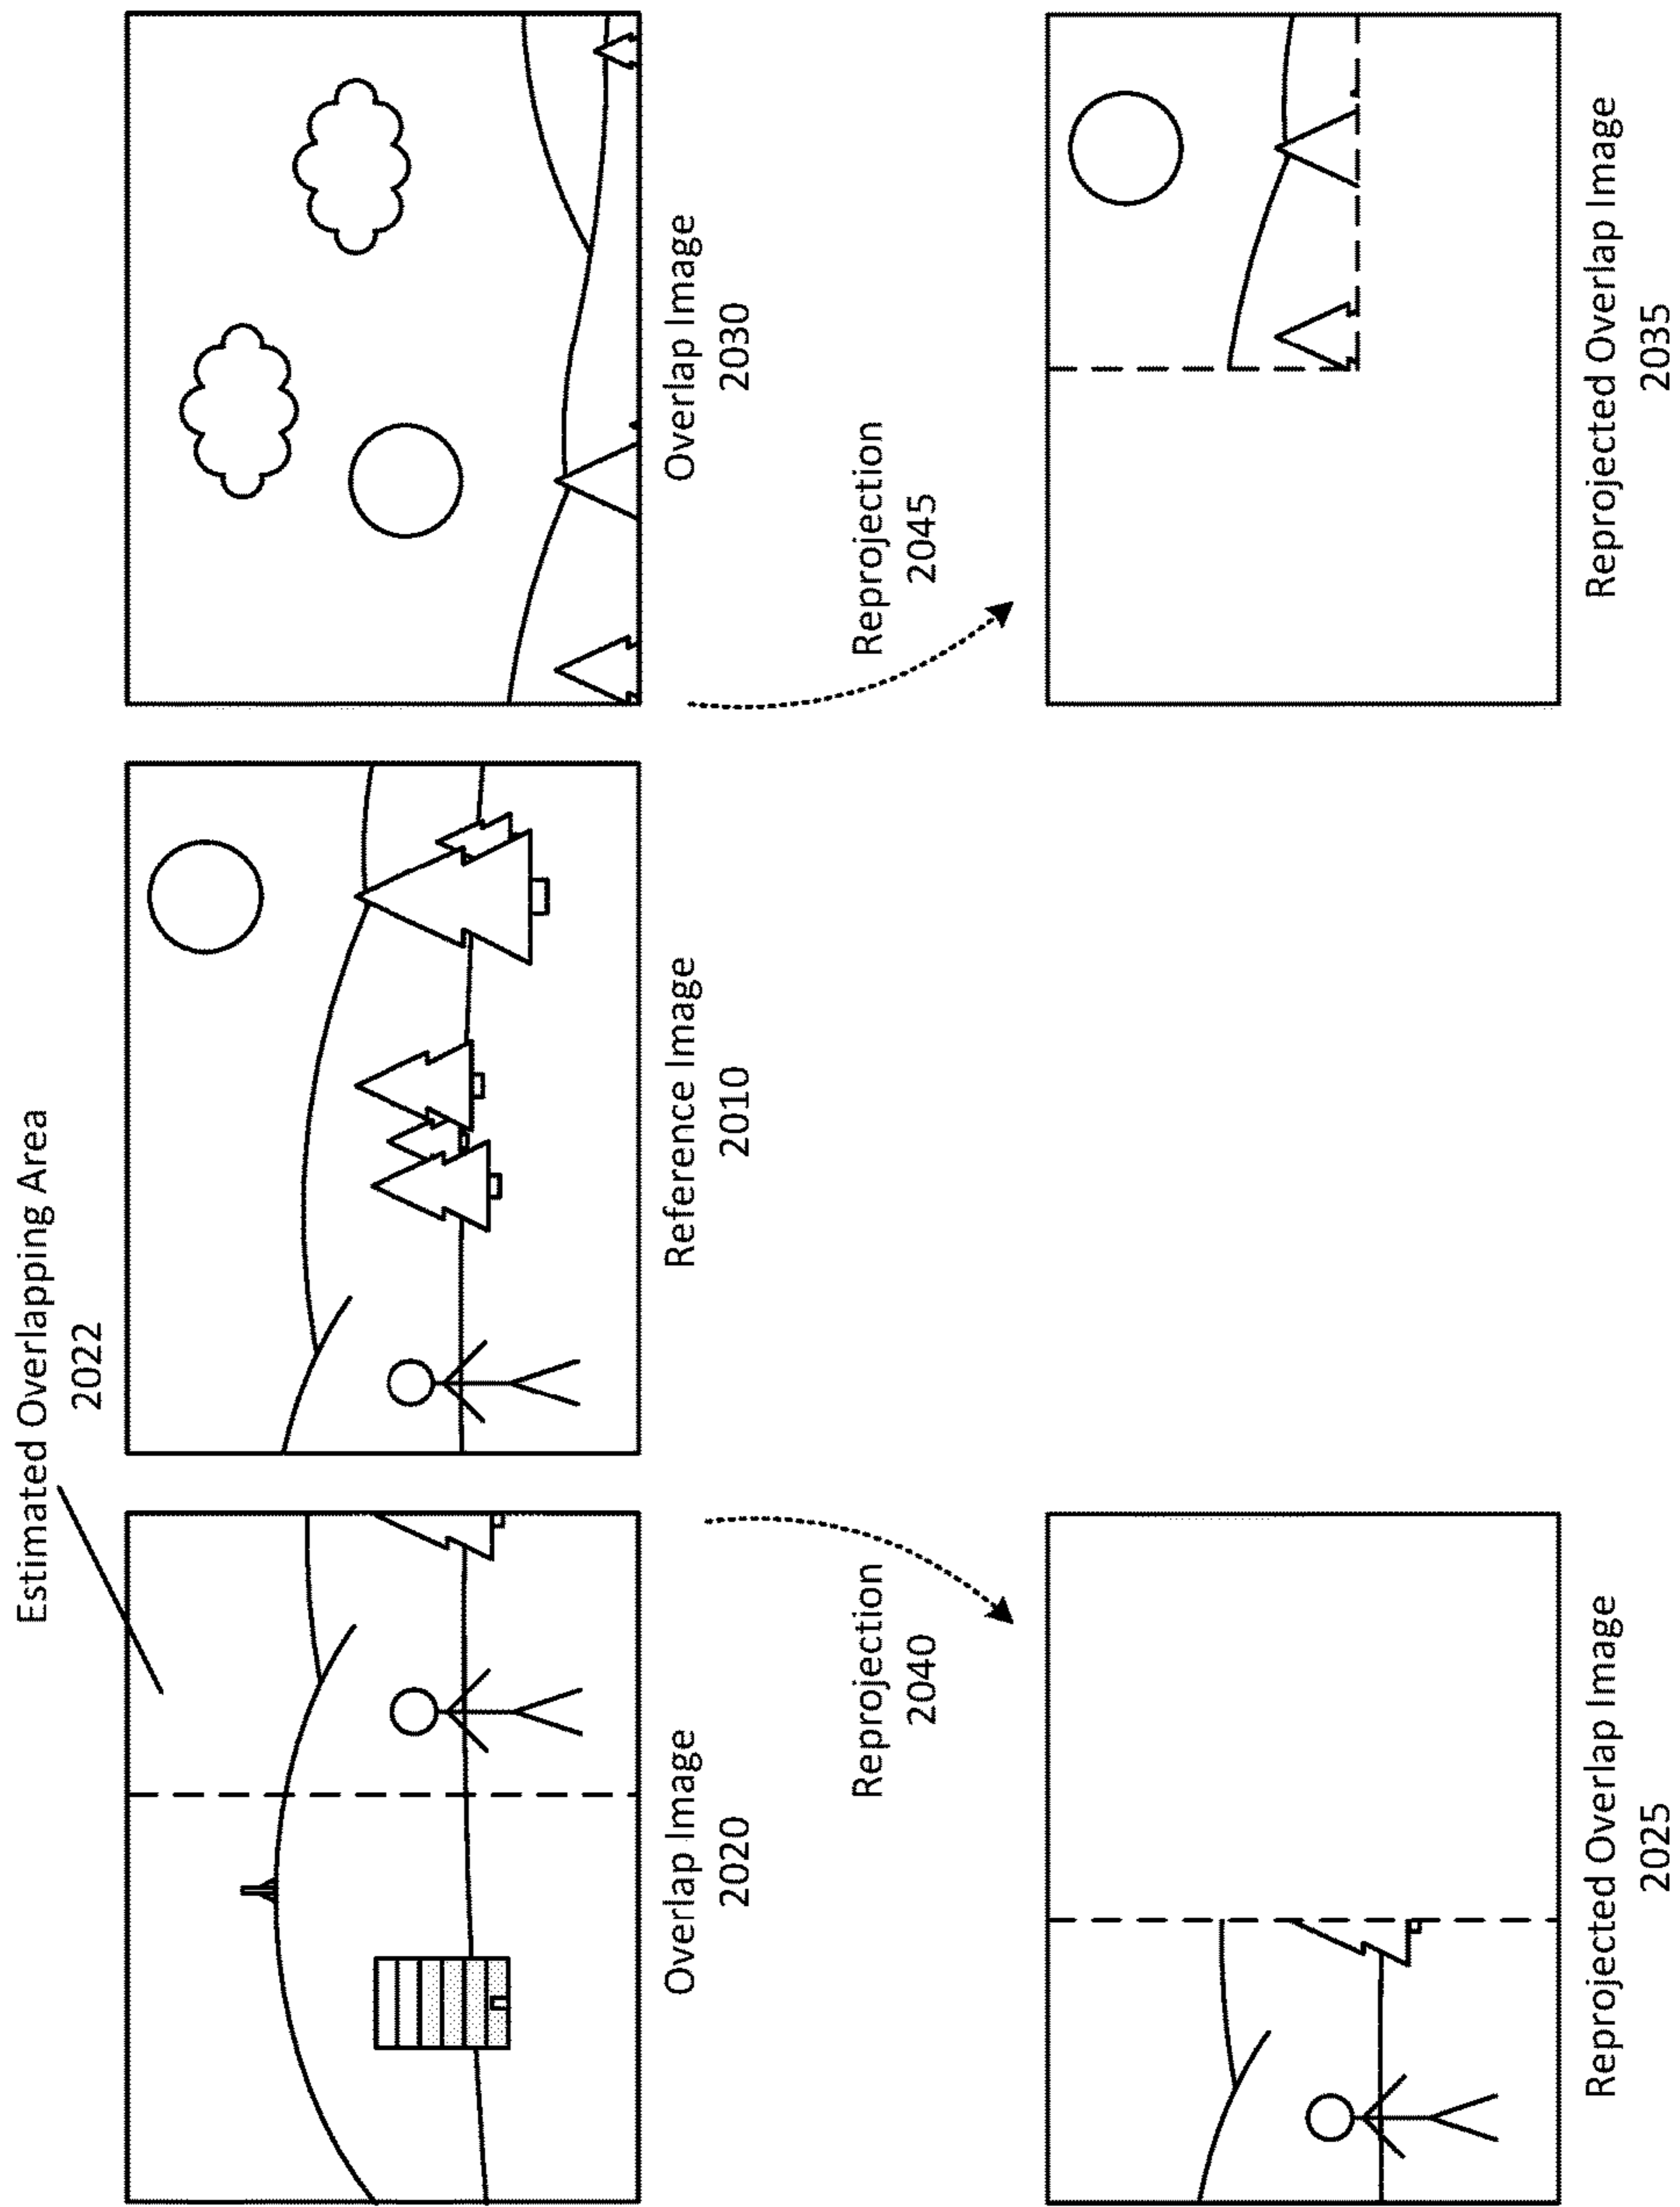 Estimated Overlapping Area
2022
Overlap Image
2020
Reference Image
2010
Overlap Image
2030
Reprojection
2040
Reprojection
2045
Reprojected Overlap Image
2025
Reprojected Overlap Image
2035